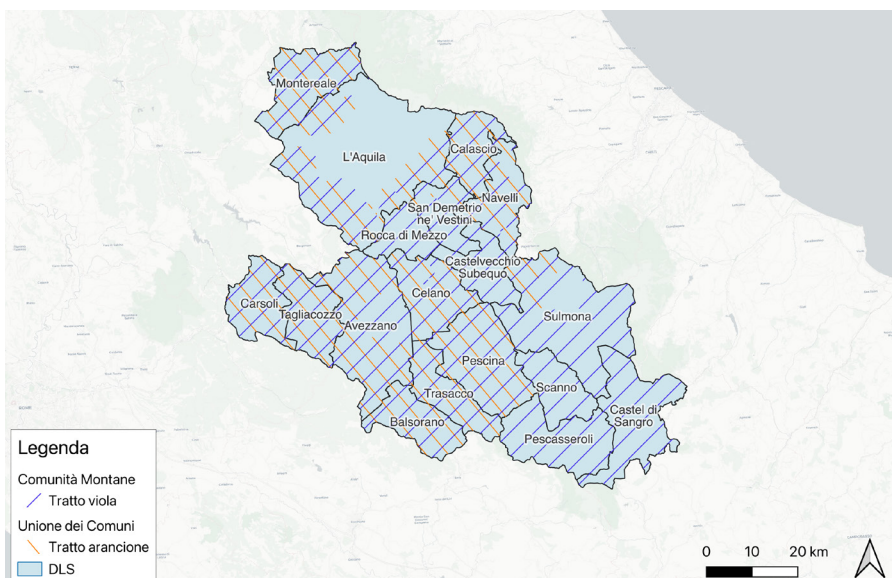 Montereale
L'Aquila
Calascio
Navelli
San Demetrio
ne' Vestini
Rocca di Mezzo
Castelvecchio
Subequo
Carsoli
Tagliacozzo
Avezzano
Celano
Sulmona
Pescina
Scanno
Trasacco
Balsorano
Castel di
Sangro
Pescasseroli
Legenda
Comunità Montane
Tratto viola
Unione dei Comuni
Tratto arancione
DLS
0 10 20 km